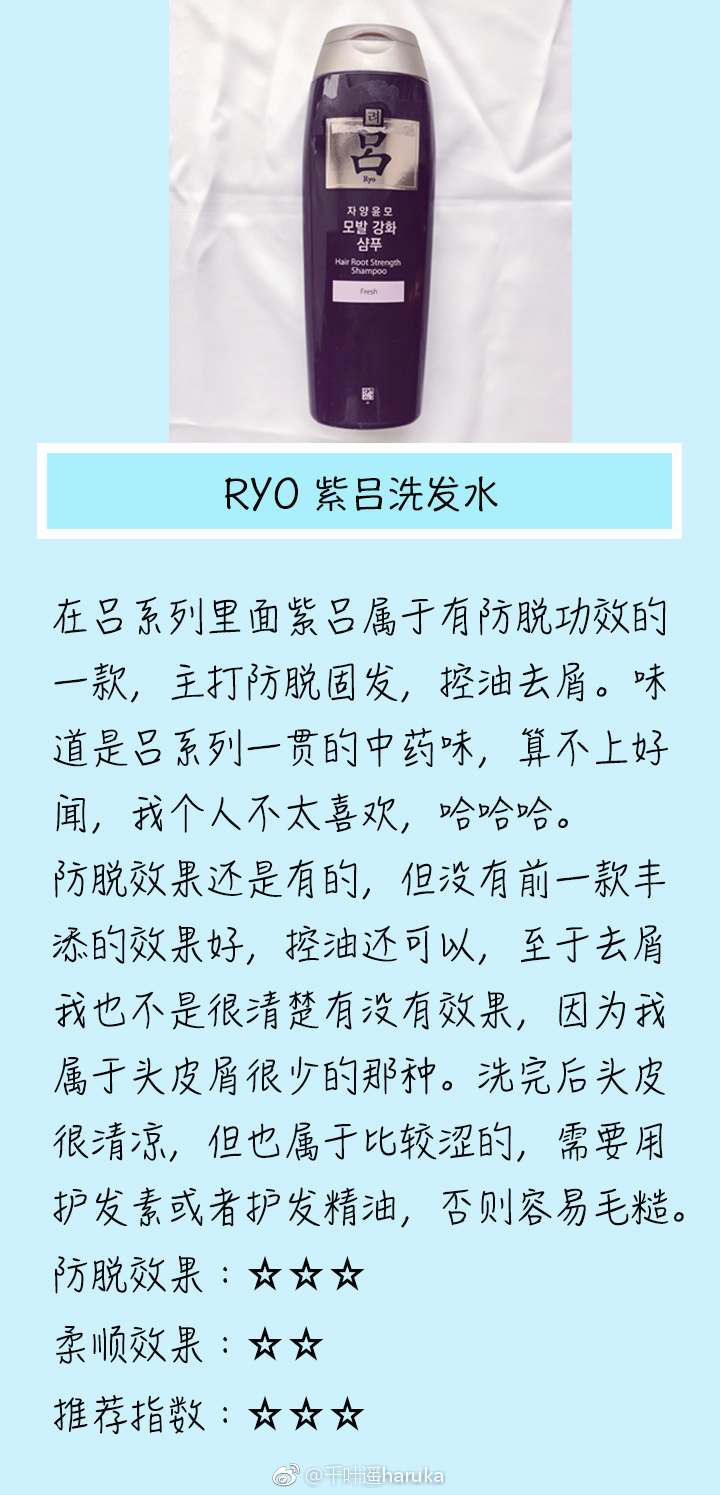 려
呂
Ryo
자양윤모
모발 강화
샴푸
Hair Root Strength
Shampoo
Fresh
RYO 紫吕洗发水
在吕系列里面紫吕属于有防脱功效的
一款，主打防脱固发，控油去屑。味
道是吕系列一贯的中药味，算不上好
闻，我个人不太喜欢，哈哈哈。
防脱效果还是有的，但没有前一款丰
添的效果好，控油还可以，至于去屑
我也不是很清楚有没有效果，因为我
属于头皮屑很少的那种。洗完后头皮
很清凉，但也属于比较涩的，需要用
护发素或者护发精油，否则容易毛糙。
防脱效果：☆☆☆
柔顺效果：☆☆
推荐指数：☆☆☆
@千叶遥haruka